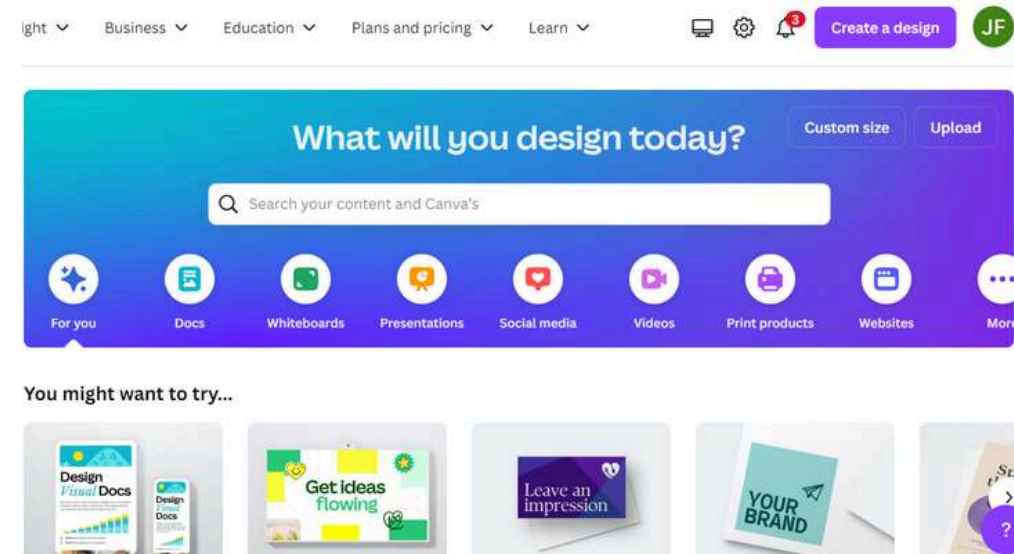 Business
Education
Plans and pricing
Learn
3
Create a design
JF
What will you design today?
Custom size
Upload
Search your content and Canva's
For you
Docs
Whiteboards
Presentations
Social media
Videos
Print products
Websites
You might want to try...
Design
Visual Docs
Design
Visual
Docs
Get ideas
flowing
Leave an
impression
YOUR
BRAND
?